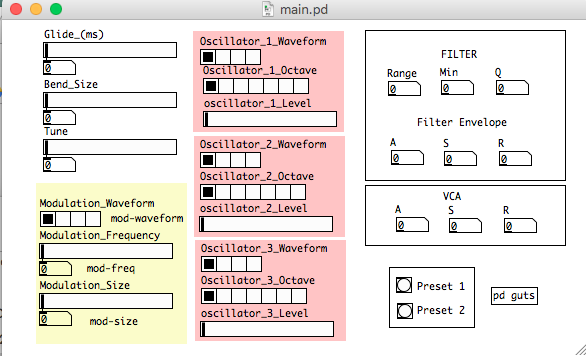 main.pd
Glide_(ms)
0
Bend_Size
0
Tune
0
Modulation_Waveform
mod-waveform
Modulation_Frequency
0
mod-freq
Modulation_Size
0
mod-size
Oscillator_1_Waveform
Oscillator_1_Octave
oscillator_1_Level
Oscillator_2_Waveform
Oscillator_2_Octave
oscillator_2_Level
Oscillator_3_Waveform
Oscillator_3_Octave
oscillator_3_Level
FILTER
Range Min Q
0 0 0
Filter Envelope
A S R
0 0 0
VCA
A S R
0 0 0
Preset 1
Preset 2
pd guts